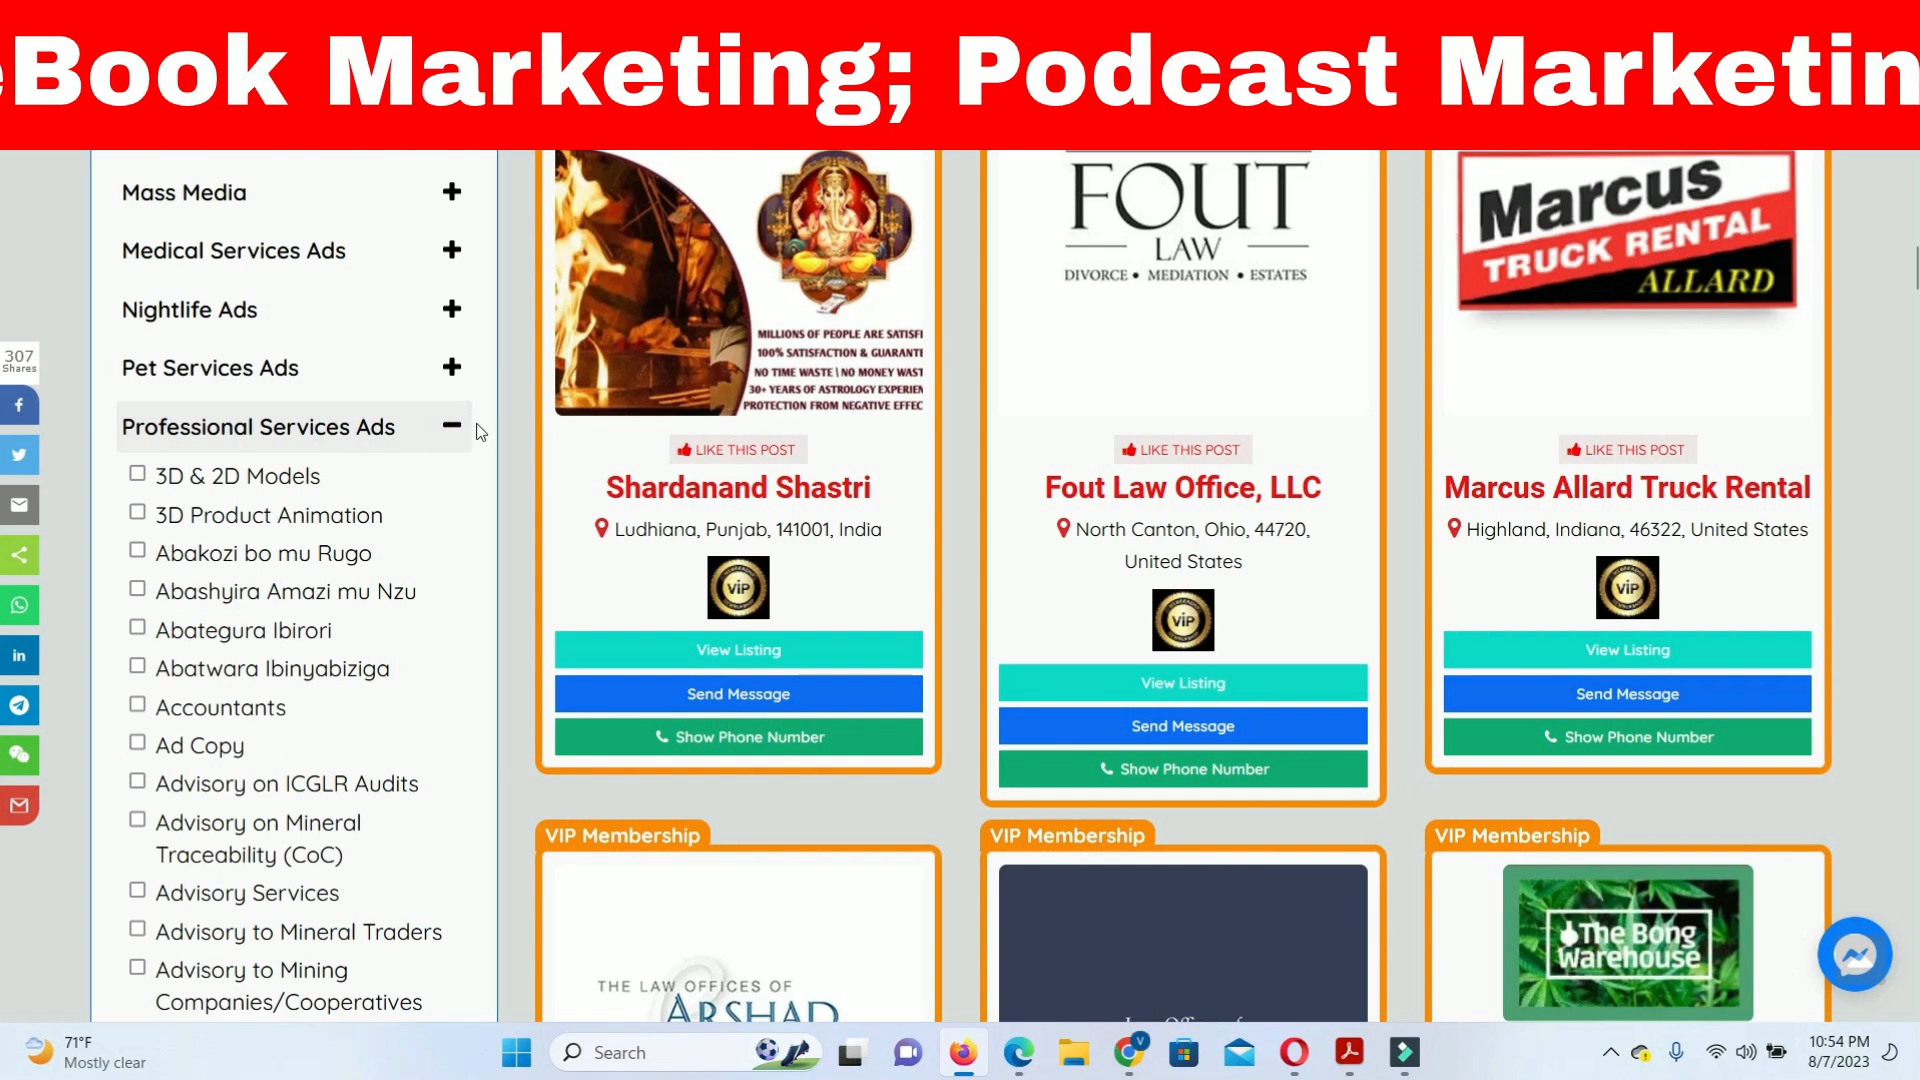 Book Marketing; Podcast Marketin
Mass Media
Medical Services Ads
Nightlife Ads
Pet Services Ads
307
Shares
Professional Services Ads
3D & 2D Models
3D Product Animation
Abakozi bo mu Rugo
Abashyira Amazi mu Nzu
Abategura Ibirori
Abatwara Ibinyabiziga
Accountants
Ad Copy
Advisory on ICGLR Audits
Advisory on Mineral
Traceability (CoC)
Advisory Services
Advisory to Mineral Traders
Advisory to Mining
Companies/Cooperatives
MILLIONS OF PEOPLE ARE SATISFI
100% SATISFACTION & GUARANTE
NO TIME WASTE | NO MONEY WAST
30+ YEARS OF ASTROLOGY EXPERIEN
PROTECTION FROM NEGATIVE EFFEC
LIKE THIS POST
Shardanand Shastri
Ludhiana, Punjab, 141001, India
VIP
View Listing
Send Message
Show Phone Number
FOUT
LAW
DIVORCE • MEDIATION • ESTATES
LIKE THIS POST
Fout Law Office, LLC
North Canton, Ohio, 44720,
United States
VIP
View Listing
Send Message
Show Phone Number
Marcus
TRUCK RENTAL
ALLARD
LIKE THIS POST
Marcus Allard Truck Rental
Highland, Indiana, 46322, United States
VIP
View Listing
Send Message
Show Phone Number
VIP Membership
THE LAW OFFICES OF
ARSHAD
VIP Membership
VIP Membership
The Bong
Warehouse
71°F
Mostly clear
Search
10:54 PM
8/7/2023